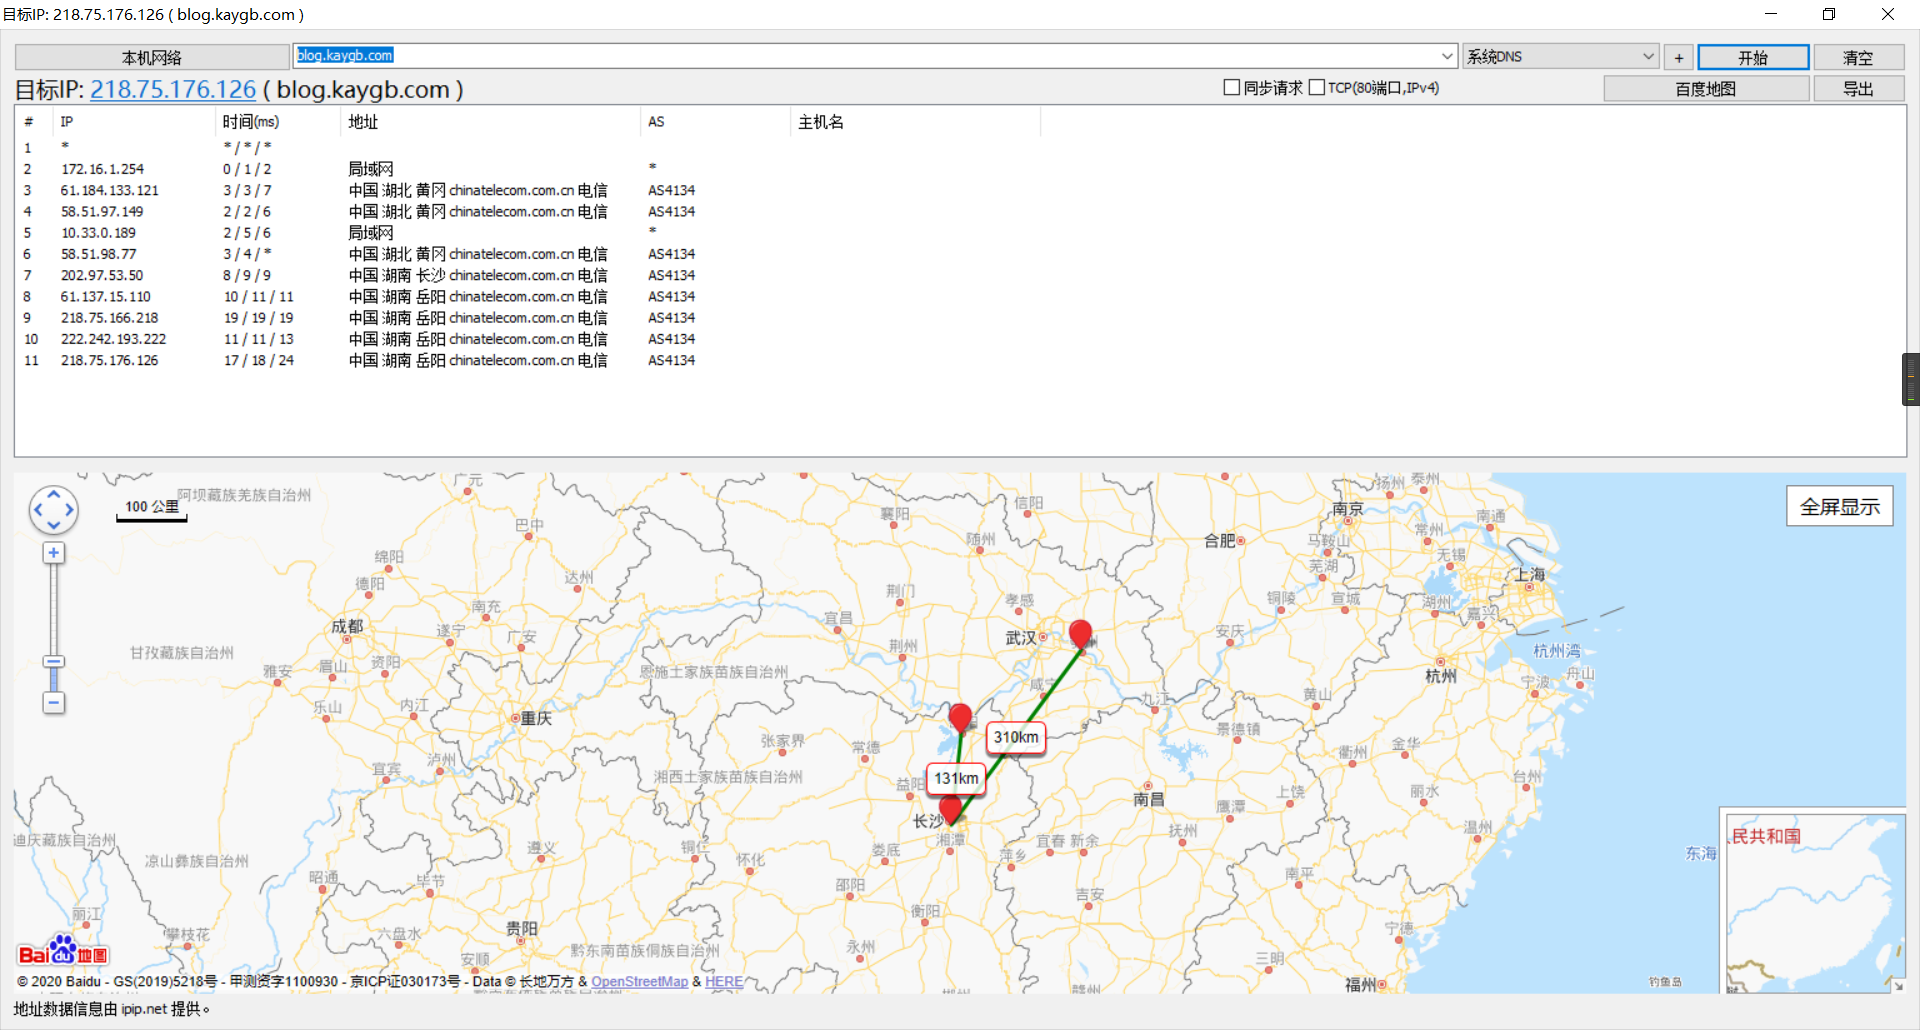 目标IP: 218.75.176.126 ( blog.kaygb.com )
本机网络 blog.kaygb.com 系统DNS + 开始 清空
目标IP: 218.75.176.126 ( blog.kaygb.com ) 同步请求 TCP(80端口,IPv4) 百度地图 导出
# IP 时间(ms) 地址 AS 主机名
1 * * / * / *
2 172.16.1.254 0 / 1 / 2 局域网 *
3 61.184.133.121 3 / 3 / 7 中国 湖北 黄冈 chinatelecom.com.cn 电信 AS4134
4 58.51.97.149 2 / 2 / 6 中国 湖北 黄冈 chinatelecom.com.cn 电信 AS4134
5 10.33.0.189 2 / 5 / 6 局域网 *
6 58.51.98.77 3 / 4 / * 中国 湖北 黄冈 chinatelecom.com.cn 电信 AS4134
7 202.97.53.50 8 / 9 / 9 中国 湖南 长沙 chinatelecom.com.cn 电信 AS4134
8 61.137.15.110 10 / 11 / 11 中国 湖南 岳阳 chinatelecom.com.cn 电信 AS4134
9 218.75.166.218 19 / 19 / 19 中国 湖南 岳阳 chinatelecom.com.cn 电信 AS4134
10 222.242.193.222 11 / 11 / 13 中国 湖南 岳阳 chinatelecom.com.cn 电信 AS4134
11 218.75.176.126 17 / 18 / 24 中国 湖南 岳阳 chinatelecom.com.cn 电信 AS4134
广元 扬州 泰州
阿坝藏族羌族自治州
100 公里 信阳 南京 全屏显示
巴中 襄阳 南通
随州 合肥 马鞍山 常州
绵阳 无锡
德阳 达州 芜湖 上海
南充 荆门 孝感 铜陵 宣城 湖州 嘉兴
成都 遂宁 广安 宜昌 武汉 安庆
甘孜藏族自治州 荆州 杭州湾
雅安 眉山 资阳 恩施土家族苗族自治州 杭州 宁波 舟山
乐山 内江 咸 九江 黄山
重庆 310km 景德镇
张家界 常德 衢州 金华
宜宾 泸州 湘西土家族苗族自治州 益阳 131km 台州
南昌 鹰潭 上饶 丽水
长沙 抚州 温州
迪庆藏族自治州 湘潭 宜春 新余 民共和国
凉山彝族自治州 遵义 铜仁 怀化 娄底 萍乡 东海
昭通 毕节 邵阳 吉安 南平
丽江 衡阳
攀枝花 六盘水 贵阳 宁德
安顺 黔东南苗族侗族自治州 永州 三明
Bai du 地图 福州 钓鱼岛
© 2020 Baidu - GS(2019)5218号 - 甲测资字1100930 - 京ICP证030173号 - Data © 长地万方 & OpenStreetMap & HERE
地址数据信息由 ipip.net 提供。